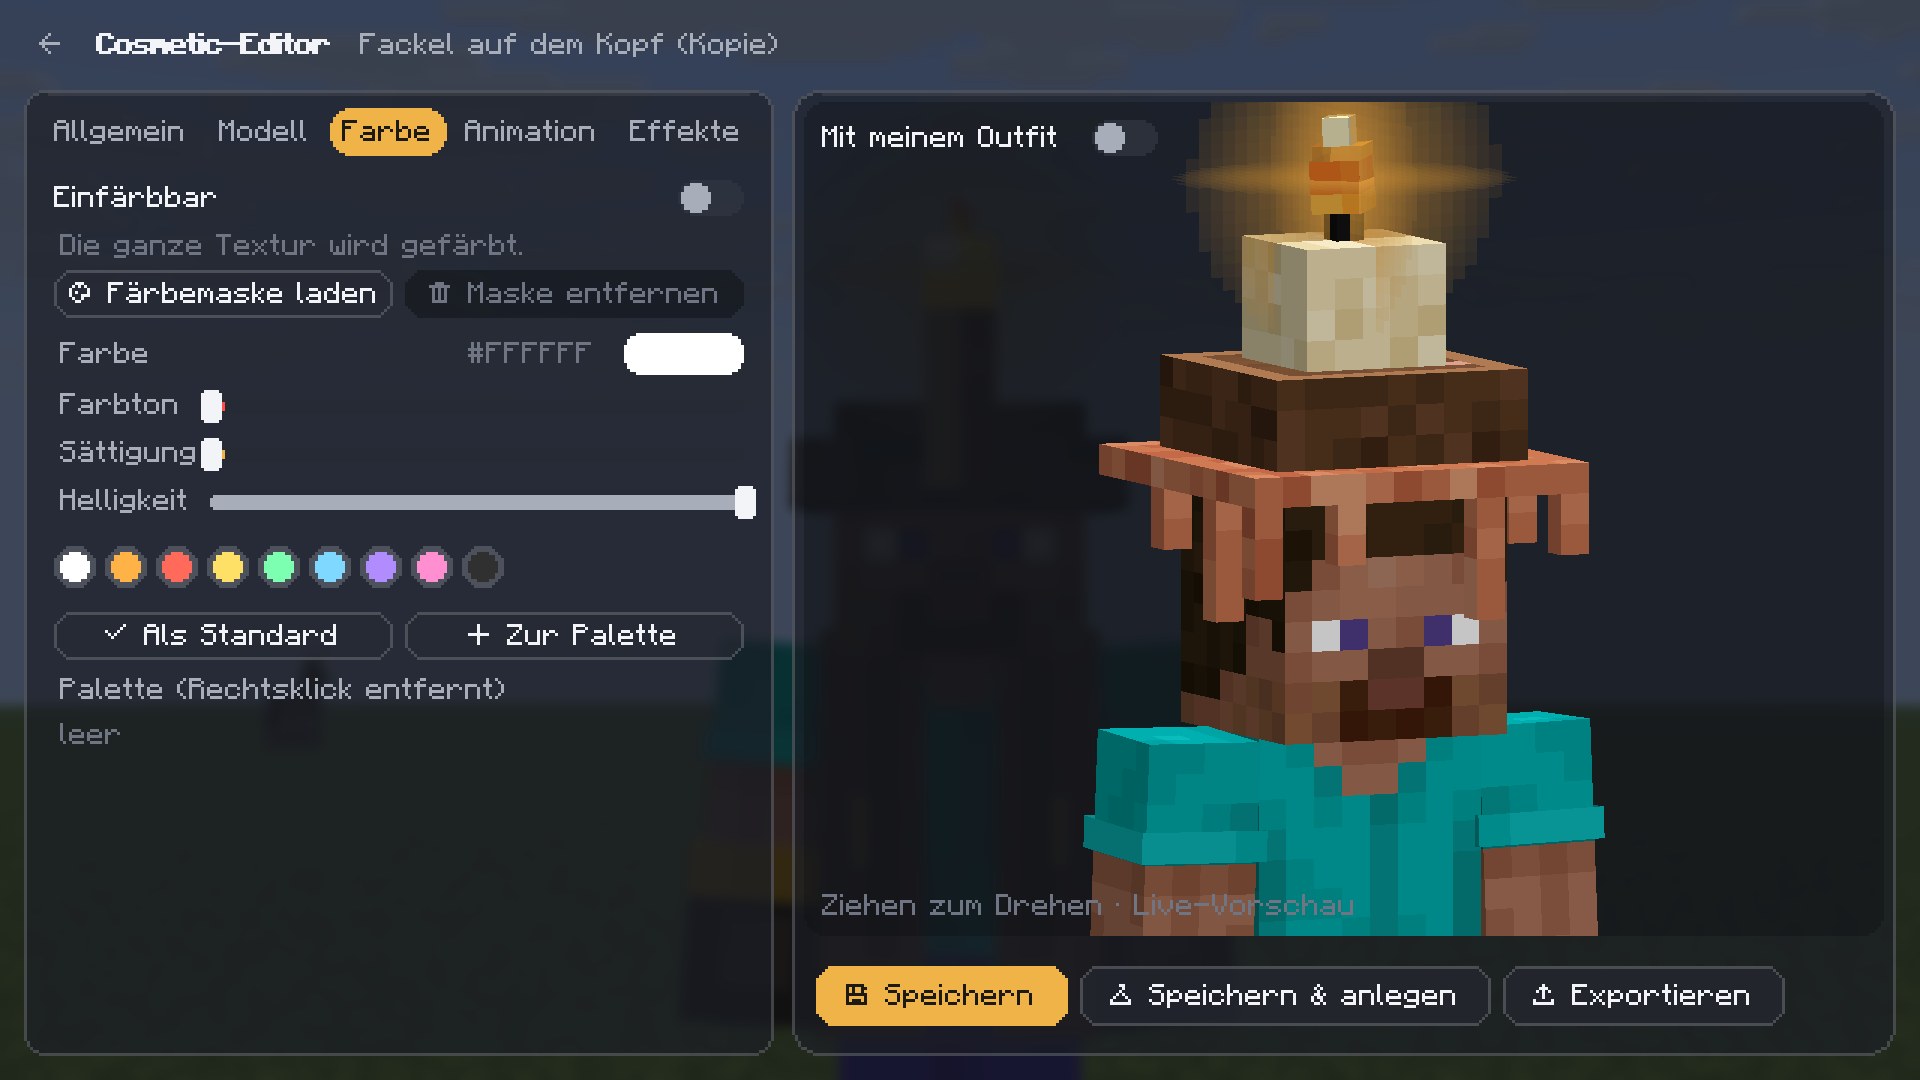 Cosmetic-Editor Fackel auf dem Kopf (Kopie)
Allgemein Modell Farbe Animation Effekte
Einfärbbar
Die ganze Textur wird gefärbt.
Färbemaske laden Maske entfernen
Farbe #FFFFFF
Farbton
Sättigung
Helligkeit
Als Standard Zur Palette
Palette (Rechtsklick entfernt)
leer
Mit meinem Outfit
Ziehen zum Drehen · Live-Vorschau
Speichern Speichern & anlegen Exportieren